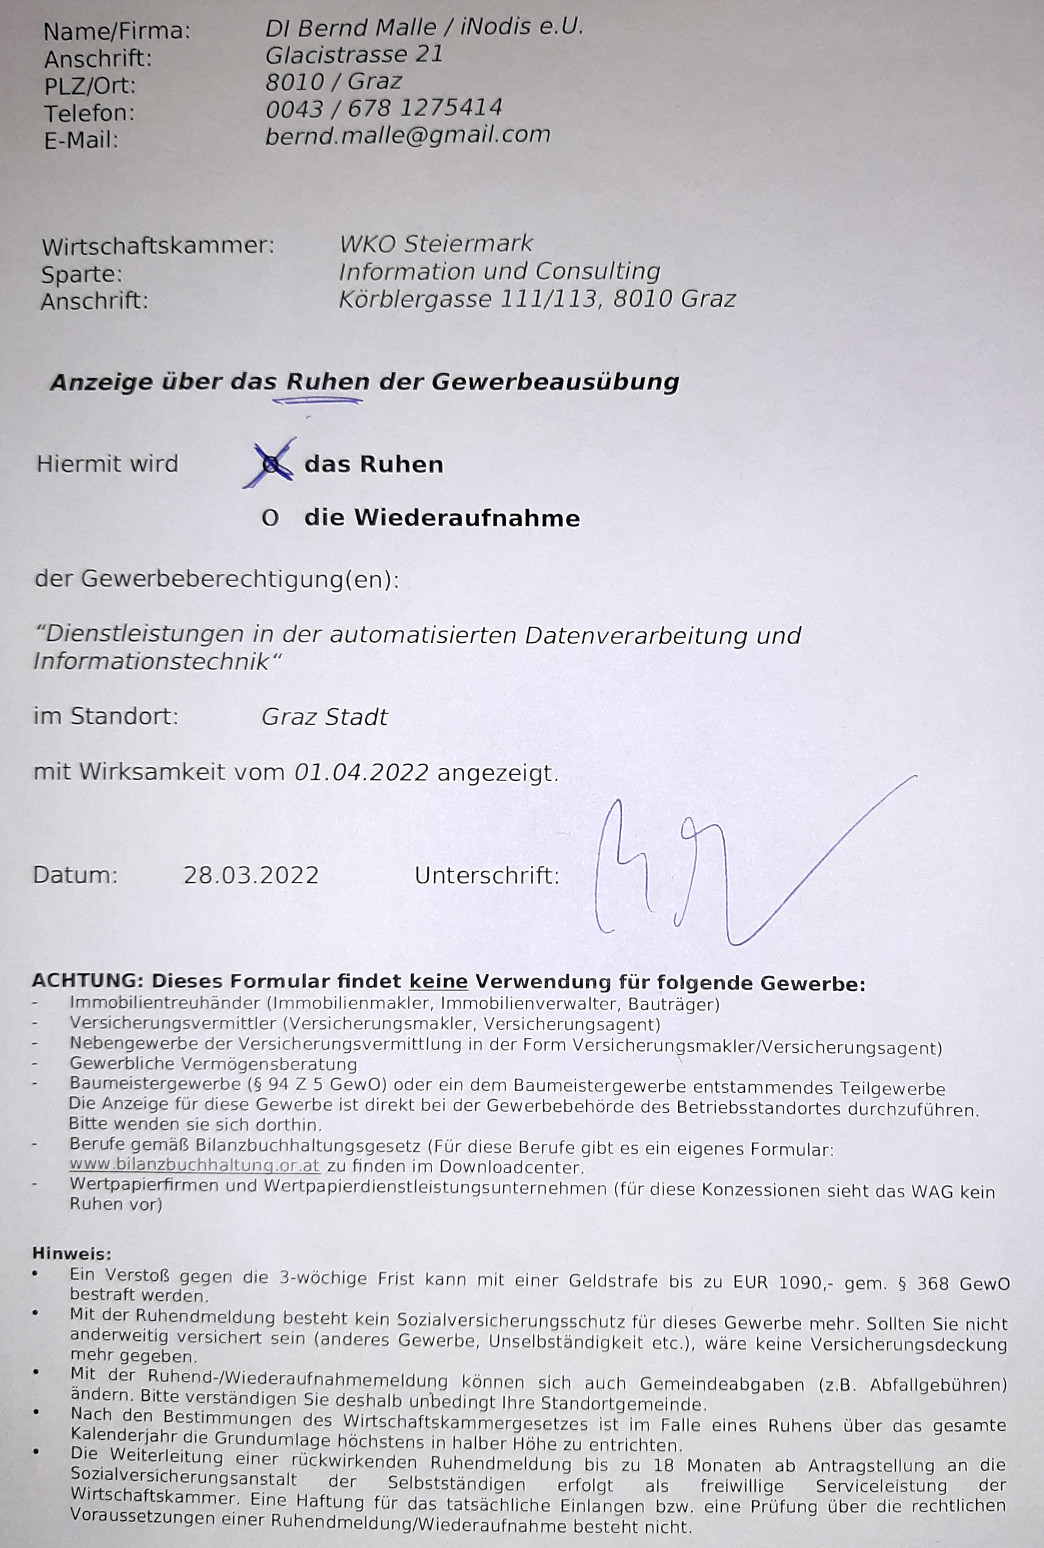 Name/Firma: DI Bernd Malle / iNodis e.U.
Anschrift: Glacistrasse 21
PLZ/Ort: 8010 / Graz
Telefon: 0043 / 678 1275414
E-Mail: bernd.malle@gmail.com
Wirtschaftskammer: WKO Steiermark
Sparte: Information und Consulting
Anschrift: Körblergasse 111/113, 8010 Graz
Anzeige über das Ruhen der Gewerbeausübung
Hiermit wird O das Ruhen
O die Wiederaufnahme
der Gewerbeberechtigung(en):
“Dienstleistungen in der automatisierten Datenverarbeitung und
Informationstechnik“
im Standort: Graz Stadt
mit Wirksamkeit vom 01.04.2022 angezeigt.
Datum: 28.03.2022 Unterschrift:
ACHTUNG: Dieses Formular findet keine Verwendung für folgende Gewerbe:
- Immobilientreuhänder (Immobilienmakler, Immobilienverwalter, Bauträger)
- Versicherungsvermittler (Versicherungsmakler, Versicherungsagent)
- Nebengewerbe der Versicherungsvermittlung in der Form Versicherungsmakler/Versicherungsagent)
- Gewerbliche Vermögensberatung
- Baumeistergewerbe (§ 94 Z 5 GewO) oder ein dem Baumeistergewerbe entstammendes Teilgewerbe
Die Anzeige für diese Gewerbe ist direkt bei der Gewerbebehörde des Betriebsstandortes durchzuführen.
Bitte wenden sie sich dorthin.
- Berufe gemäß Bilanzbuchhaltungsgesetz (Für diese Berufe gibt es ein eigenes Formular:
www.bilanzbuchhaltung.or.at zu finden im Downloadcenter.
- Wertpapierfirmen und Wertpapierdienstleistungsunternehmen (für diese Konzessionen sieht das WAG kein
Ruhen vor)
Hinweis:
• Ein Verstoß gegen die 3-wöchige Frist kann mit einer Geldstrafe bis zu EUR 1090,- gem. § 368 GewO
bestraft werden.
• Mit der Ruhendmeldung besteht kein Sozialversicherungsschutz für dieses Gewerbe mehr. Sollten Sie nicht
anderweitig versichert sein (anderes Gewerbe, Unselbständigkeit etc.), wäre keine Versicherungsdeckung
mehr gegeben.
• Mit der Ruhend-/Wiederaufnahmemeldung können sich auch Gemeindeabgaben (z.B. Abfallgebühren)
ändern. Bitte verständigen Sie deshalb unbedingt Ihre Standortgemeinde.
• Nach den Bestimmungen des Wirtschaftskammergesetzes ist im Falle eines Ruhens über das gesamte
Kalenderjahr die Grundumlage höchstens in halber Höhe zu entrichten.
• Die Weiterleitung einer rückwirkenden Ruhendmeldung bis zu 18 Monaten ab Antragstellung an die
Sozialversicherungsanstalt der Selbstständigen erfolgt als freiwillige Serviceleistung der
Wirtschaftskammer. Eine Haftung für das tatsächliche Einlangen bzw. eine Prüfung über die rechtlichen
Voraussetzungen einer Ruhendmeldung/Wiederaufnahme besteht nicht.